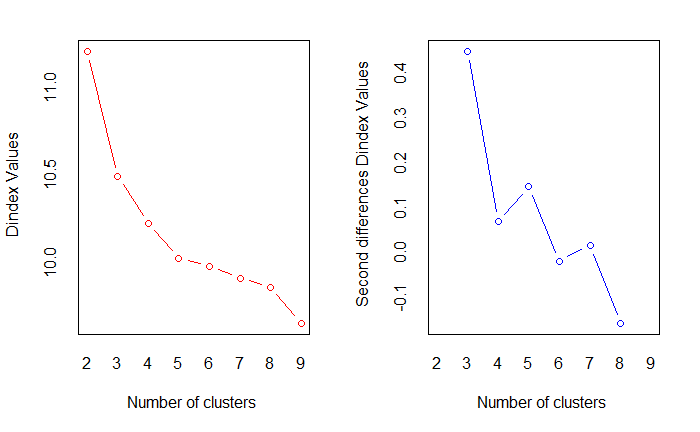 Dindex Values
11.0
10.5
10.0
2 3 4 5 6 7 8 9
Number of clusters
Second differences Dindex Values
0.4
0.3
0.2
0.1
0.0
-0.1
2 3 4 5 6 7 8 9
Number of clusters